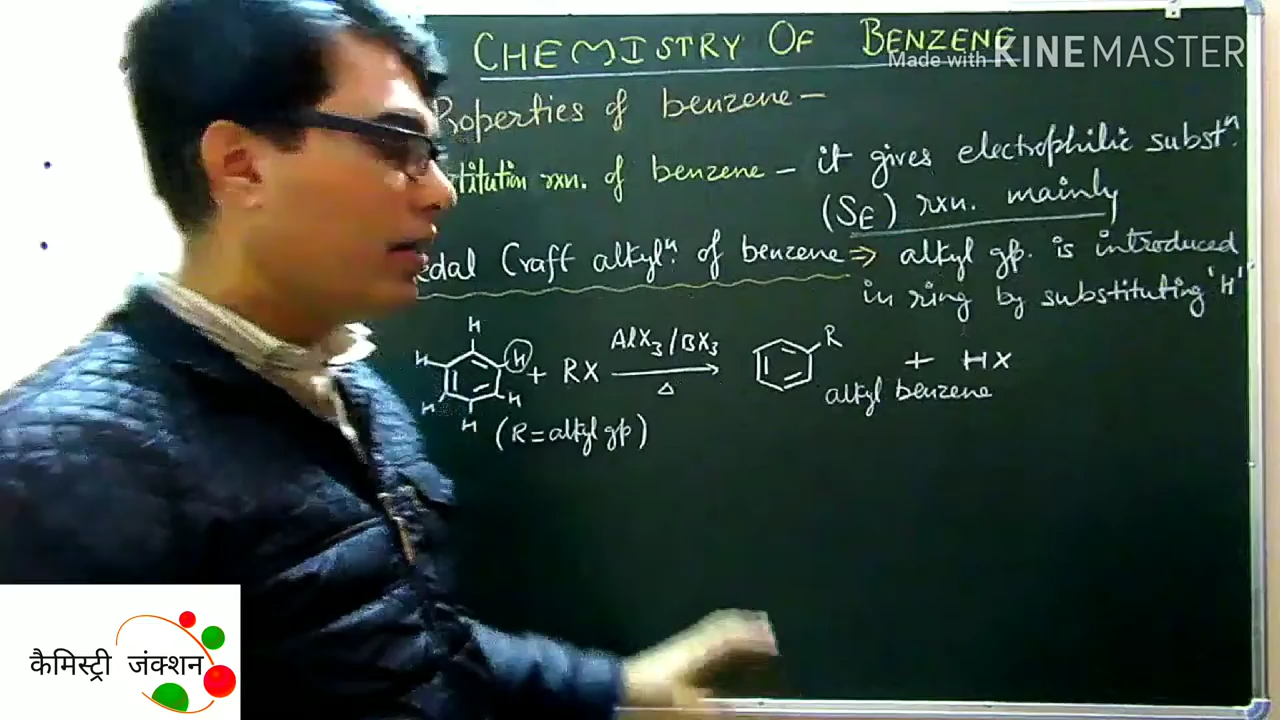 CHEMISTRY OF BENZENE
Made with KINEMASTER
Properties of benzene –
stitution rxn. of benzene – it gives electrophilic substⁿ.
(SE) rxn. mainly
edal Craft alkylⁿ. of benzene ⇒ alkyl gp. is introduced
in ring by substituting 'H'
H
H H + RX AlX₃/BX₃ R + HX
Δ
H H
H
alkyl benzene
(R = alkyl gp)
कैमिस्ट्री जंक्शन